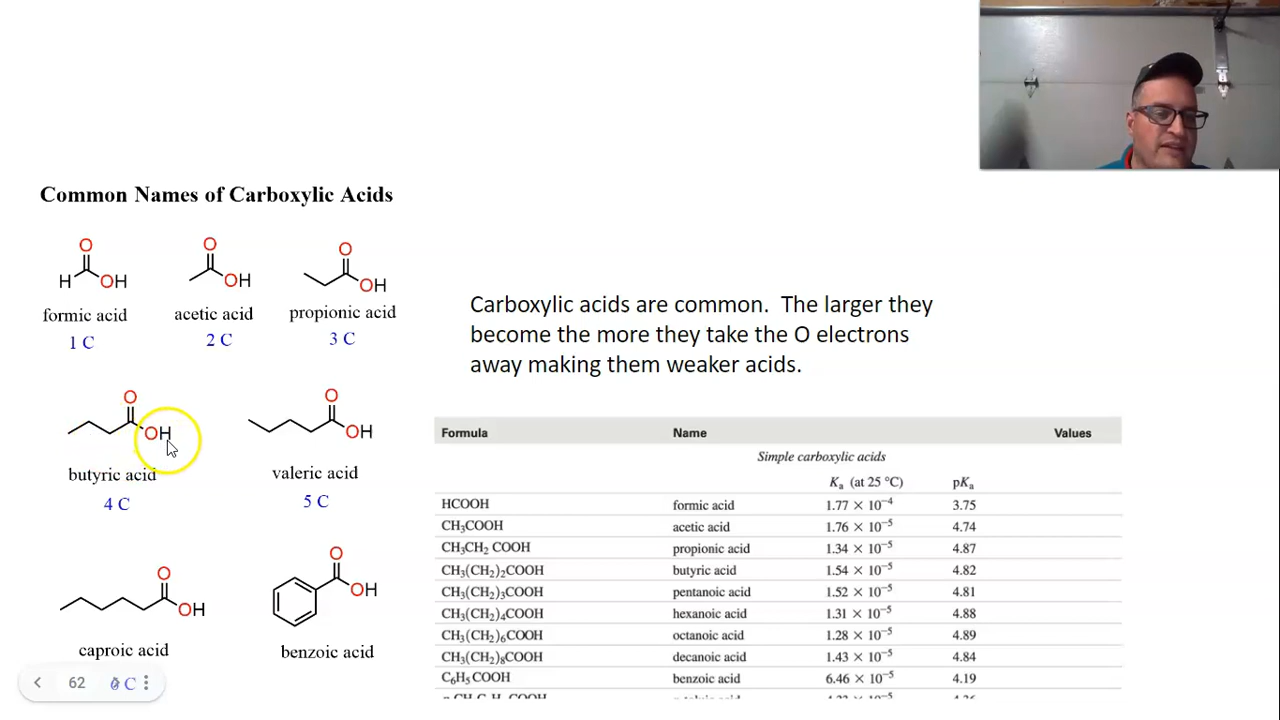 Common Names of Carboxylic Acids
O
H OH
formic acid
1 C
O
OH
acetic acid
2 C
O
OH
propionic acid
3 C
O
OH
butyric acid
4 C
O
OH
valeric acid
5 C
O
OH
caproic acid
O
OH
benzoic acid
62
C
Carboxylic acids are common. The larger they
become the more they take the O electrons
away making them weaker acids.
Formula Name Values
Simple carboxylic acids
Kₐ (at 25 °C) pKₐ
HCOOH formic acid 1.77 × 10⁻⁴ 3.75
CH₃COOH acetic acid 1.76 × 10⁻⁵ 4.74
CH₃CH₂ COOH propionic acid 1.34 × 10⁻⁵ 4.87
CH₃(CH₂)₂COOH butyric acid 1.54 × 10⁻⁵ 4.82
CH₃(CH₂)₃COOH pentanoic acid 1.52 × 10⁻⁵ 4.81
CH₃(CH₂)₄COOH hexanoic acid 1.31 × 10⁻⁵ 4.88
CH₃(CH₂)₆COOH octanoic acid 1.28 × 10⁻⁵ 4.89
CH₃(CH₂)₈COOH decanoic acid 1.43 × 10⁻⁵ 4.84
C₆H₅COOH benzoic acid 6.46 × 10⁻⁵ 4.19